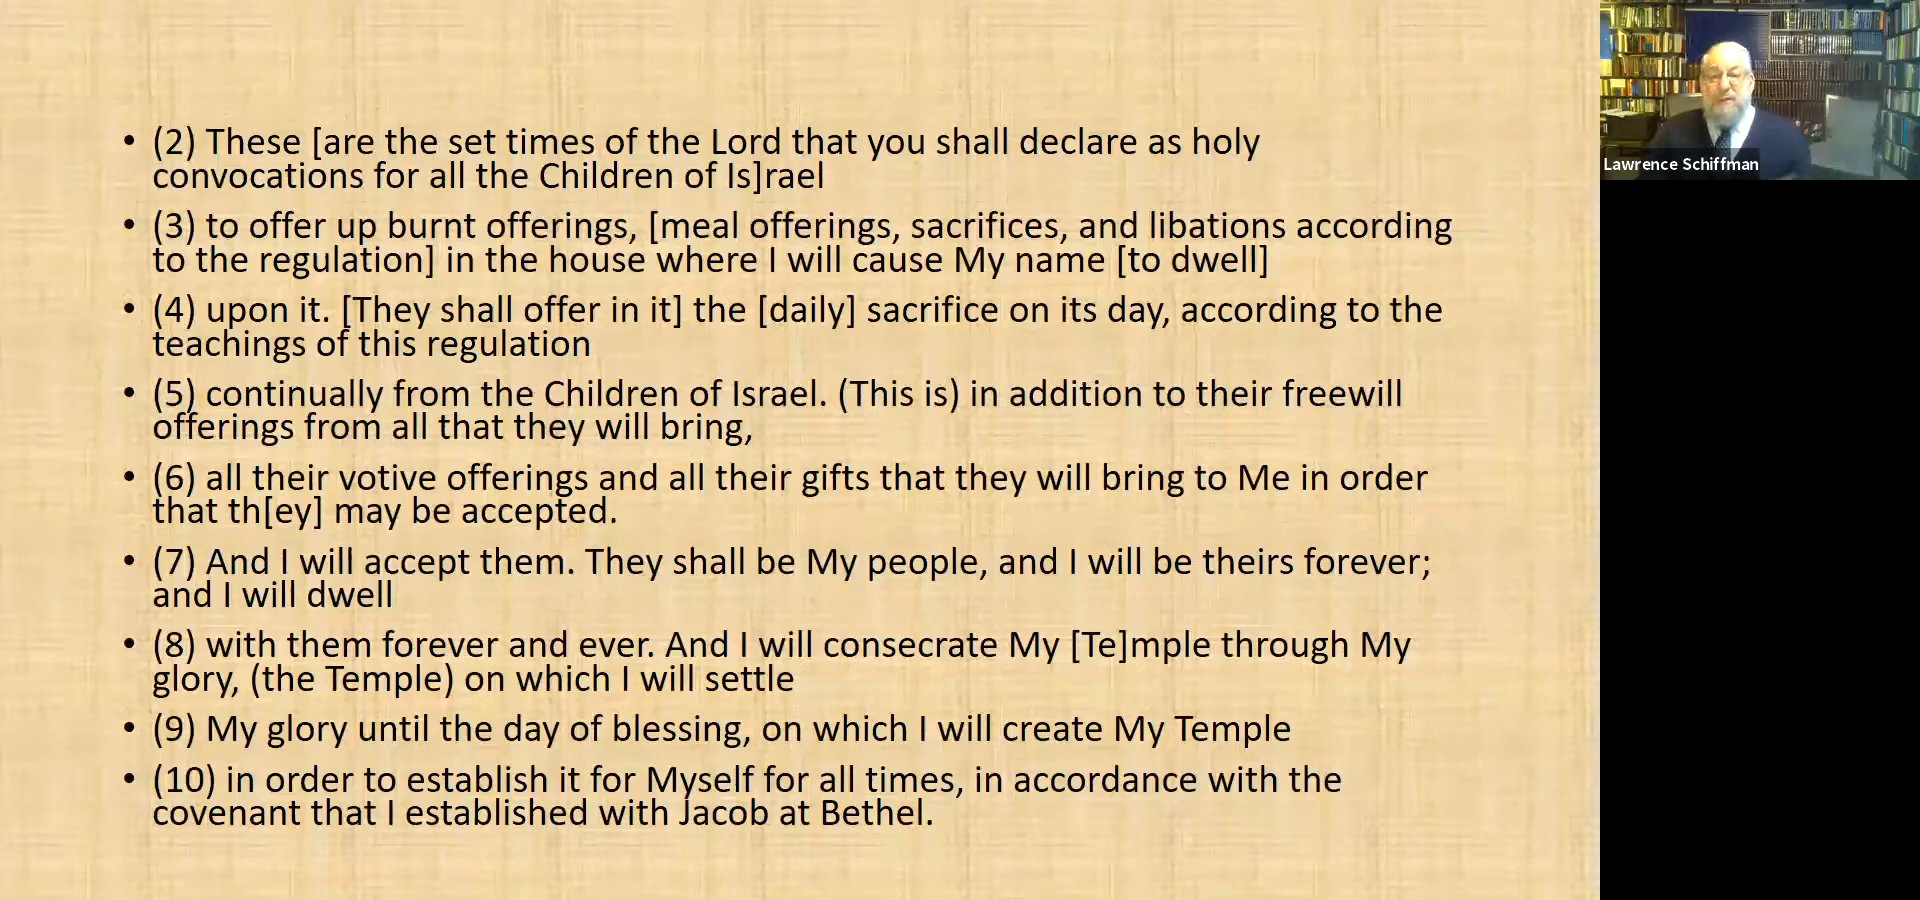 • (2) These [are the set times of the Lord that you shall declare as holy
convocations for all the Children of Is]rael
• (3) to offer up burnt offerings, [meal offerings, sacrifices, and libations according
to the regulation] in the house where I will cause My name [to dwell]
• (4) upon it. [They shall offer in it] the [daily] sacrifice on its day, according to the
teachings of this regulation
• (5) continually from the Children of Israel. (This is) in addition to their freewill
offerings from all that they will bring,
• (6) all their votive offerings and all their gifts that they will bring to Me in order
that th[ey] may be accepted.
• (7) And I will accept them. They shall be My people, and I will be theirs forever;
and I will dwell
• (8) with them forever and ever. And I will consecrate My [Te]mple through My
glory, (the Temple) on which I will settle
• (9) My glory until the day of blessing, on which I will create My Temple
• (10) in order to establish it for Myself for all times, in accordance with the
covenant that I established with Jacob at Bethel.
Lawrence Schiffman